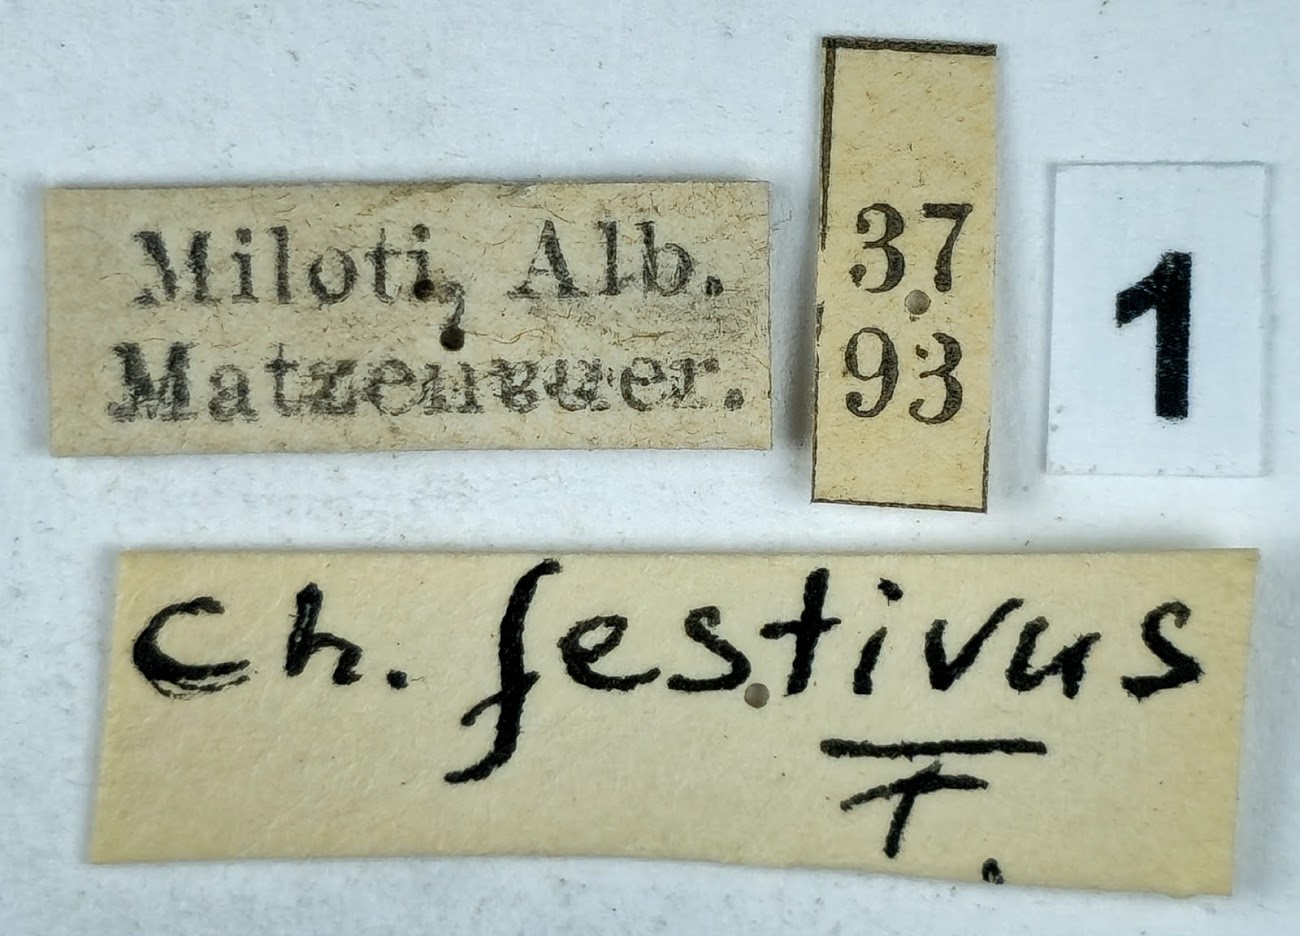 Miloti, Alb.
Matzenauer.
37
93
1
Ch. festivus
T.